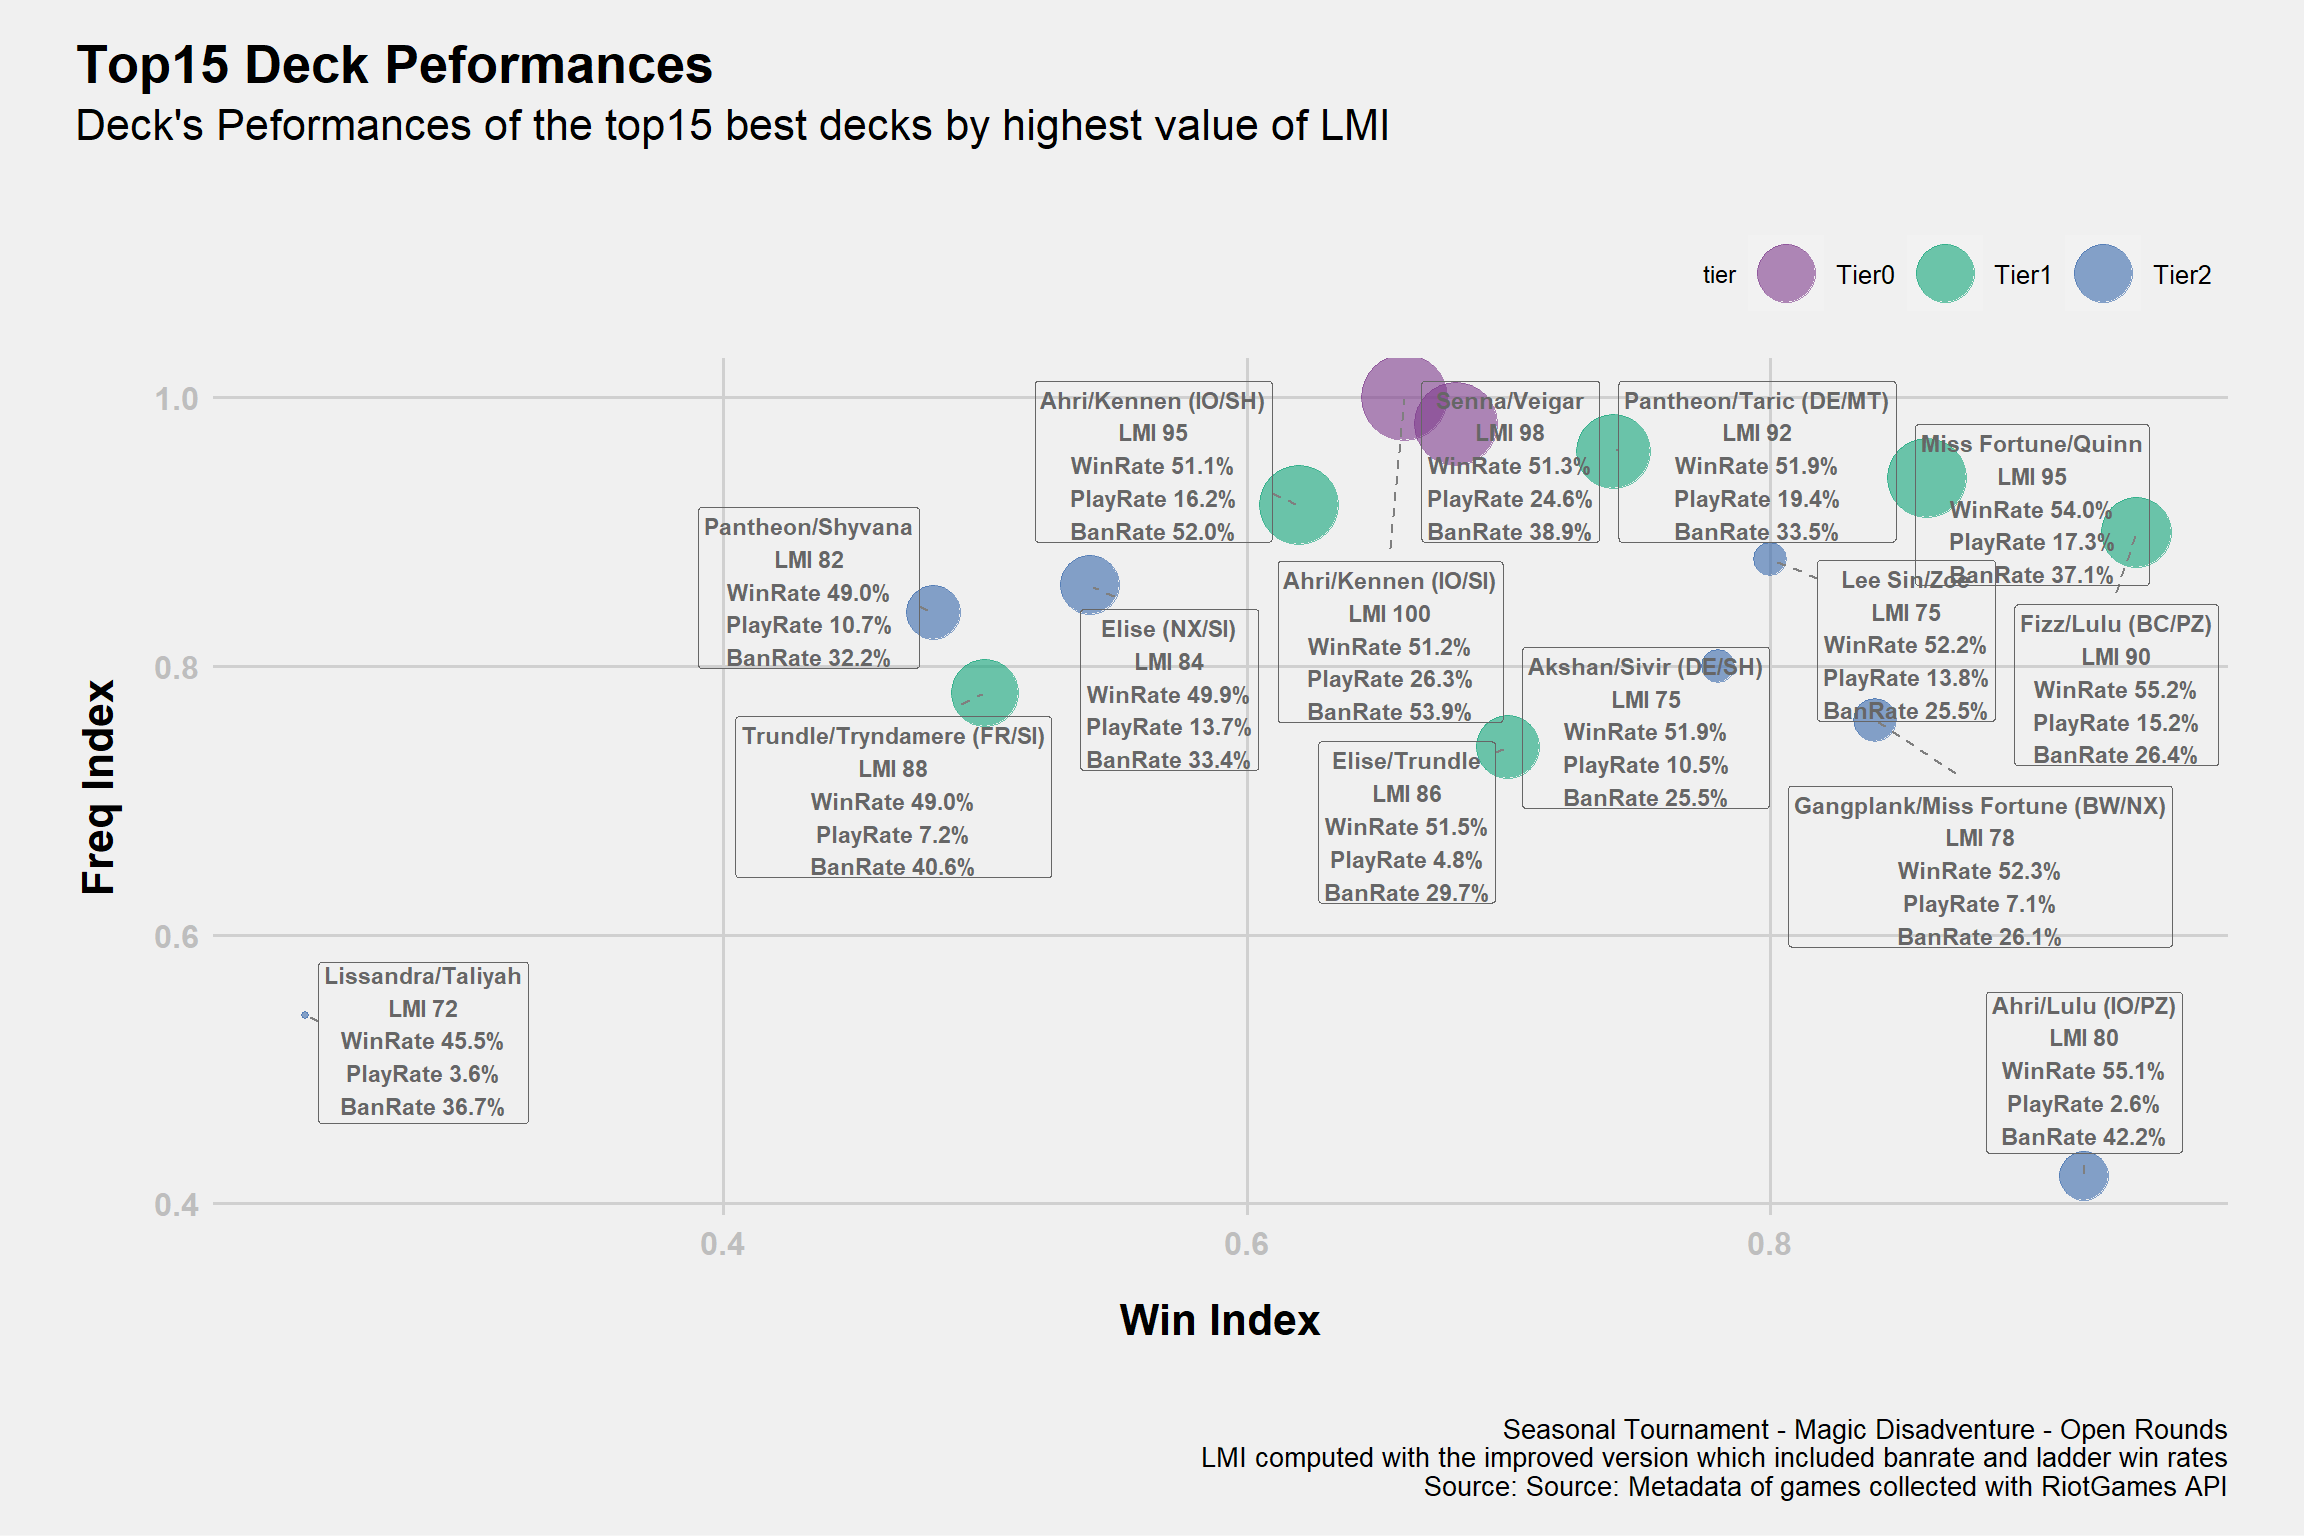 Top15 Deck Peformances
Deck's Peformances of the top15 best decks by highest value of LMI
tier Tier0 Tier1 Tier2
Freq Index
1.0
0.8
0.6
0.4
Ahri/Kennen (IO/SH)
LMI 95
WinRate 51.1%
PlayRate 16.2%
BanRate 52.0%
Senna/Veigar
LMI 98
WinRate 51.3%
PlayRate 24.6%
BanRate 38.9%
Pantheon/Taric (DE/MT)
LMI 92
WinRate 51.9%
PlayRate 19.4%
BanRate 33.5%
Miss Fortune/Quinn
LMI 95
WinRate 54.0%
PlayRate 17.3%
BanRate 37.1%
Pantheon/Shyvana
LMI 82
WinRate 49.0%
PlayRate 10.7%
BanRate 32.2%
Elise (NX/SI)
LMI 84
WinRate 49.9%
PlayRate 13.7%
BanRate 33.4%
Ahri/Kennen (IO/SI)
LMI 100
WinRate 51.2%
PlayRate 26.3%
BanRate 53.9%
Lee Sin/Zoe
LMI 75
WinRate 52.2%
PlayRate 13.8%
BanRate 25.5%
Fizz/Lulu (BC/PZ)
LMI 90
WinRate 55.2%
PlayRate 15.2%
BanRate 26.4%
Akshan/Sivir (DE/SH)
LMI 75
WinRate 51.9%
PlayRate 10.5%
BanRate 25.5%
Trundle/Tryndamere (FR/SI)
LMI 88
WinRate 49.0%
PlayRate 7.2%
BanRate 40.6%
Elise/Trundle
LMI 86
WinRate 51.5%
PlayRate 4.8%
BanRate 29.7%
Gangplank/Miss Fortune (BW/NX)
LMI 78
WinRate 52.3%
PlayRate 7.1%
BanRate 26.1%
Lissandra/Taliyah
LMI 72
WinRate 45.5%
PlayRate 3.6%
BanRate 36.7%
Ahri/Lulu (IO/PZ)
LMI 80
WinRate 55.1%
PlayRate 2.6%
BanRate 42.2%
0.4 0.6 0.8
Win Index
Seasonal Tournament - Magic Disadventure - Open Rounds
LMI computed with the improved version which included banrate and ladder win rates
Source: Source: Metadata of games collected with RiotGames API